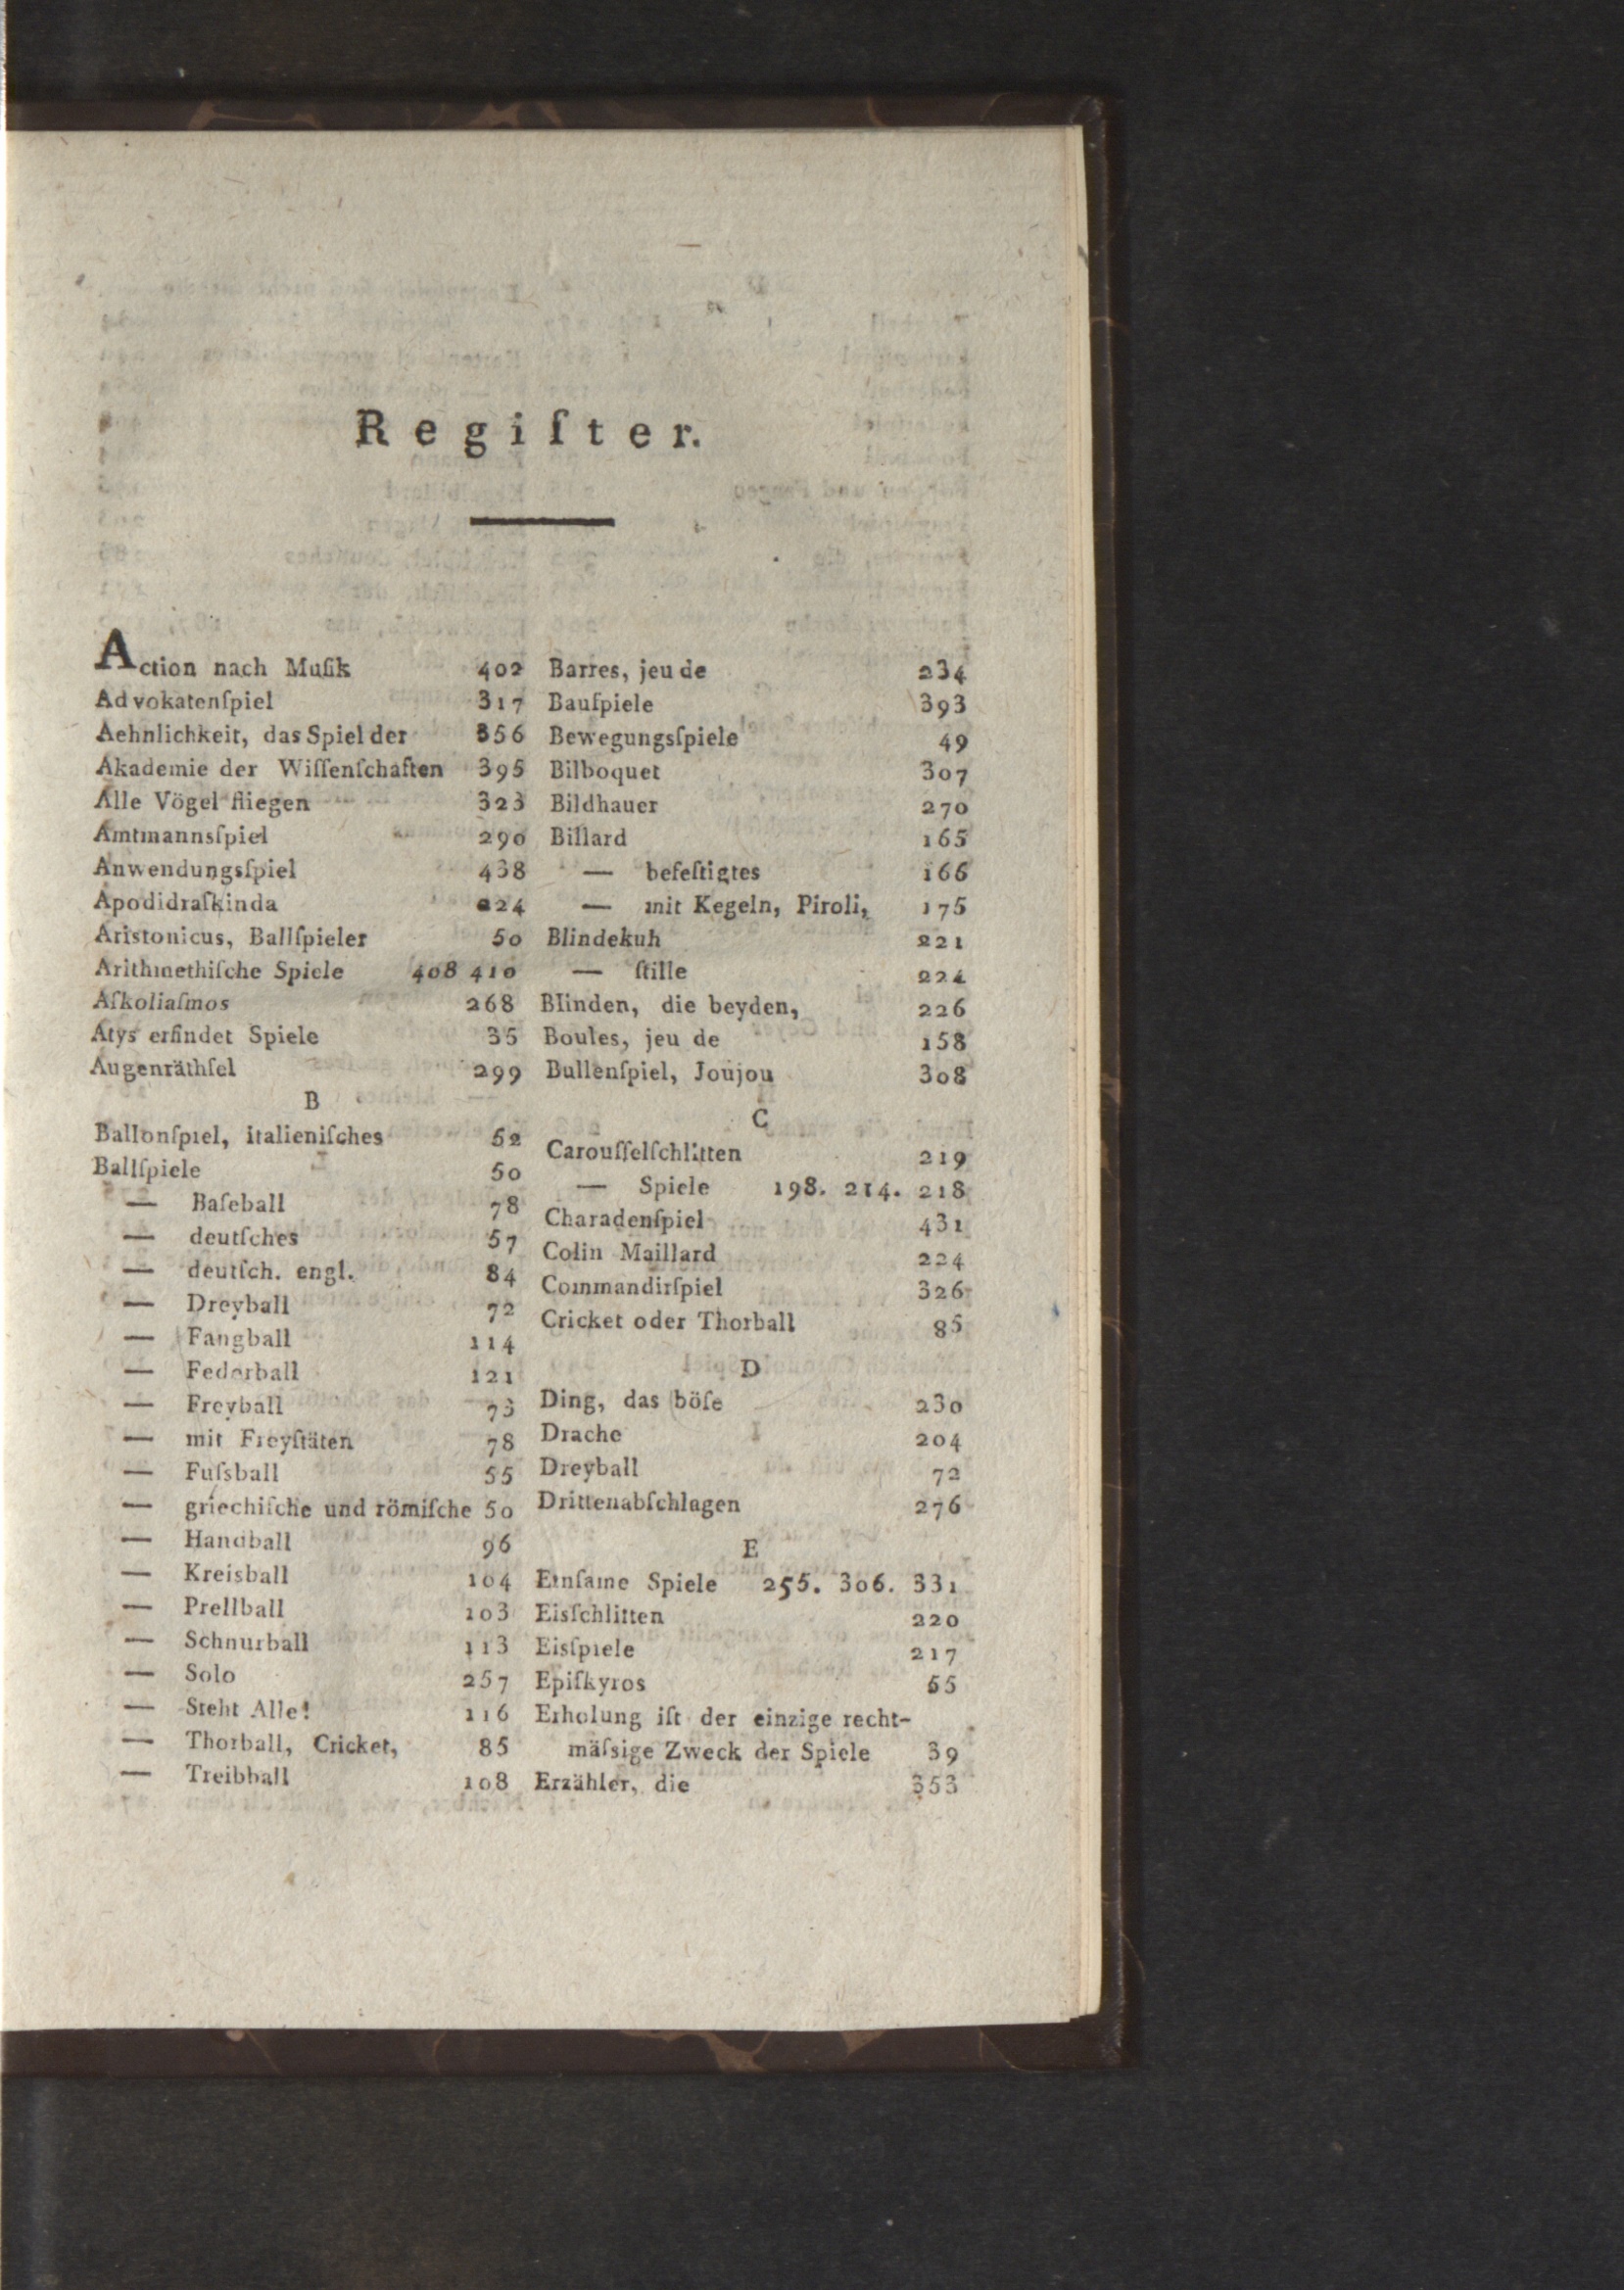 Regiſter.
Action nach Muſik 402
Advokatenſpiel 317
Aehnlichkeit, das Spiel der 356
Akademie der Wiſſenſchaften 395
Alle Vögel fliegen 323
Amtmannsſpiel 290
Anwendungsſpiel 438
Apodidraſkinda 224
Aristonicus, Ballſpieler 50
Arithmethiſche Spiele 408 410
Aſkoliaſmos 268
Atys erfindet Spiele 35
Augenräthſel 299
B
Ballonſpiel, italieniſches 52
Ballſpiele 50
— Baſeball 78
— deutſches 57
— deutſch. engl. 84
— Dreyball 72
— Fangball 114
— Federball 121
— Freyball 73
— mit Freyſtäten 78
— Fuſsball 55
— griechiſche und römiſche 50
— Handball 96
— Kreisball 104
— Prellball 103
— Schnurball 113
— Solo 257
— Steht Alle! 116
— Thorball, Cricket, 85
— Treibball 108
Barres, jeu de 234
Bauſpiele 393
Bewegungsſpiele 49
Bilboquet 307
Bildhauer 270
Billard 165
— befeſtigtes 166
— mit Kegeln, Piroli, 175
Blindekuh 221
— ſtille 224
Blinden, die beyden, 226
Boules, jeu de 158
Bullenſpiel, Joujou 308
C
Carouſſelſchlitten 219
— Spiele 198. 214. 218
Charadenſpiel 431
Colin Maillard 224
Commandirſpiel 326
Cricket oder Thorball 85
D
Ding, das böſe 230
Drache 204
Dreyball 72
Drittenabſchlagen 276
E
Einſame Spiele 255. 306. 331
Eisſchlitten 220
Eisſpiele 217
Epiſkyros 55
Erholung iſt der einzige recht-
mäſsige Zweck der Spiele 39
Erzähler, die 353